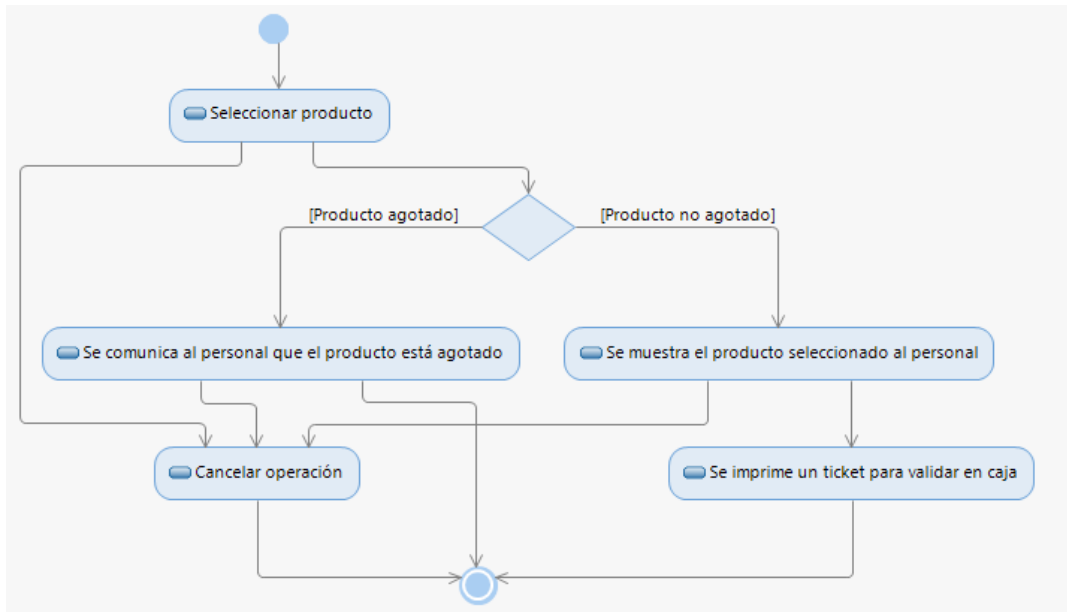 Seleccionar producto
[Producto agotado]
[Producto no agotado]
Se comunica al personal que el producto está agotado
Se muestra el producto seleccionado al personal
Cancelar operación
Se imprime un ticket para validar en caja